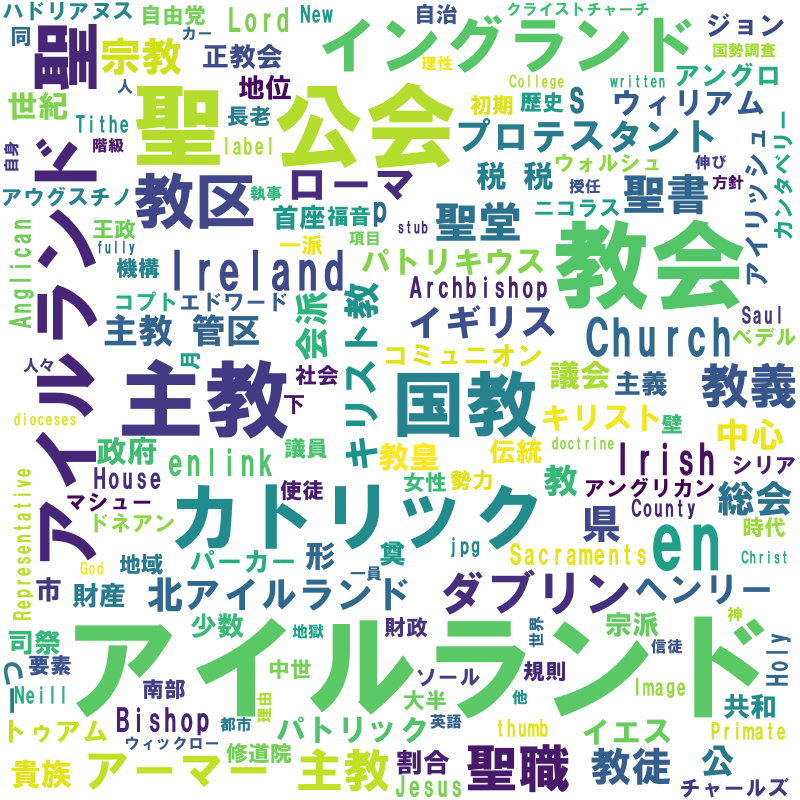 ハドリアヌス
同
自由党
カー
Lord
New
イングランド
自治
クライストチャーチ
ジョン
国勢調査
聖
宗教
正教会
地位
人
理性
College
written
アングロ
世紀
Tithe
階級
聖
公会
長老
label
初期
歴史
S
ウィリアム
プロテスタント
自身
アウグスチノ
教区
執事
ローマ
税
税
ウォルシュ
伸び
授任
方針
聖書
アイリッシュ
カンタベリー
アイルランド
Anglican
王政
fully
機構
首座
福音
p
一派
項目
stub
聖堂
ニコラス
Ireland
パトリキウス
教会
コプト
エドワード
Archbishop
主教
管区
会派
キリスト教
イギリス
Church
Saul
ベデル
月
人々
社会
下
コミュニオン
議会
主義
教義
主教
国教
dioceses
キリスト
壁
中心
政府
議員
教皇
伝統
doctrine
House
enlink
女性
勢力
教
Irish
シリア
マシュー
使徒
アングリカン
総会
ドネアン
カトリック
県
County
時代
Representative
God
地域
パーカー
奠
形
jpg
Sacraments
en
Christ
市
財産
北アイルランド
一員
ダブリン
ヘンリー
少数
地獄
財政
世界
宗派
神
信徒
司祭
アイルランド
Holy
つ
ー
要素
Neill
中世
ソール
規則
南部
大半
他
Image
共和
トゥアム
Bishop
都市
理由
パトリック
英語
thumb
イエス
Primate
ウィックロー
修道院
貴族
アーマー
主教
割合
Jesus
聖職
教徒
公
チャールズ